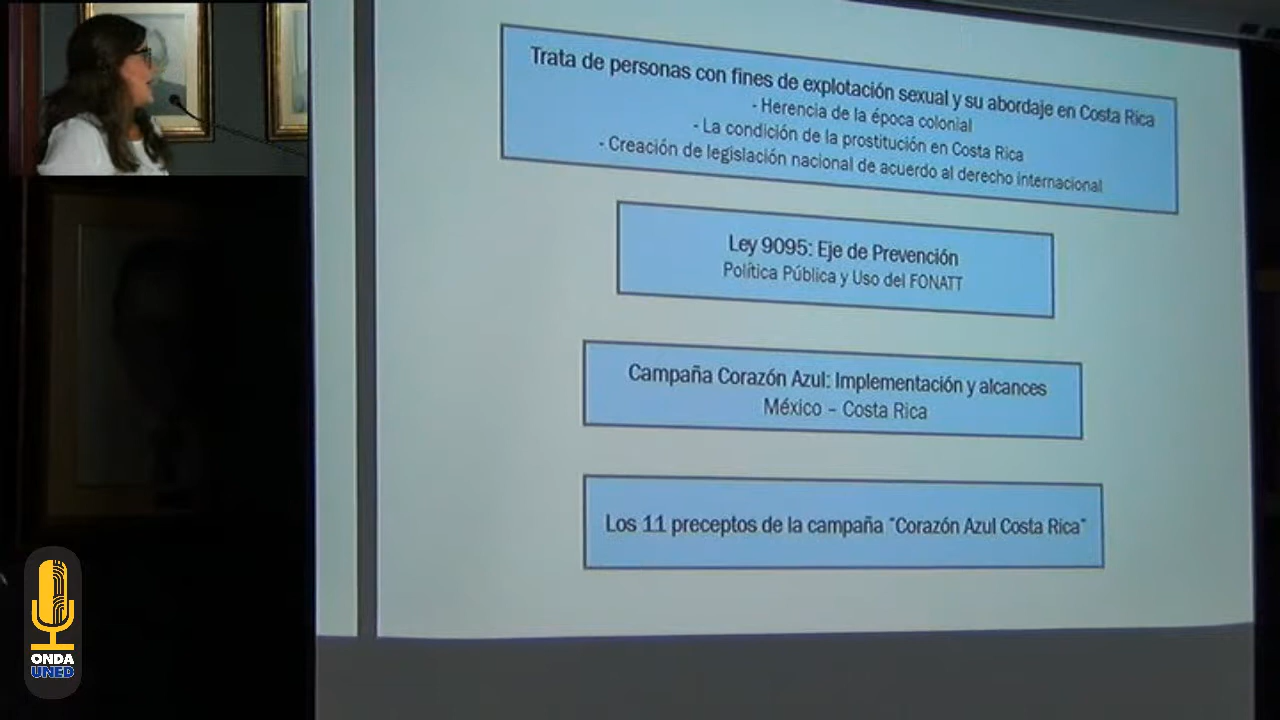 Trata de personas con fines de explotación sexual y su abordaje en Costa Rica
- Herencia de la época colonial
- La condición de la prostitución en Costa Rica
- Creación de legislación nacional de acuerdo al derecho internacional
Ley 9095: Eje de Prevención
Política Pública y Uso del FONATT
Campaña Corazón Azul: Implementación y alcances
México – Costa Rica
Los 11 preceptos de la campaña "Corazón Azul Costa Rica"
ONDA
UNED